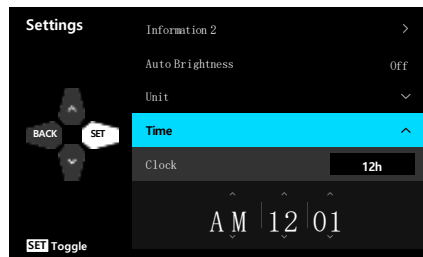 Settings
Information 2
Auto Brightness Off
Unit
BACK SET
Time
Clock 12h
AM 12 01
SET Toggle